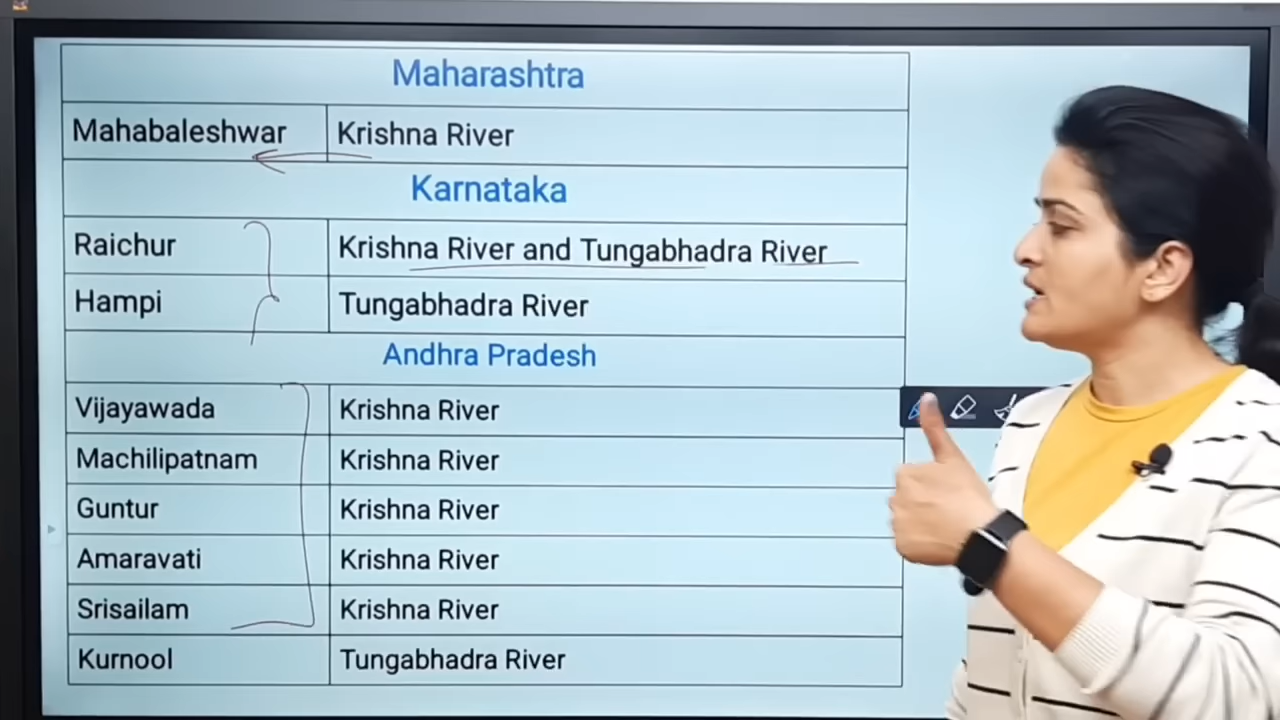 Maharashtra
Mahabaleshwar Krishna River
Karnataka
Raichur Krishna River and Tungabhadra River
Hampi Tungabhadra River
Andhra Pradesh
Vijayawada Krishna River
Machilipatnam Krishna River
Guntur Krishna River
Amaravati Krishna River
Srisailam Krishna River
Kurnool Tungabhadra River